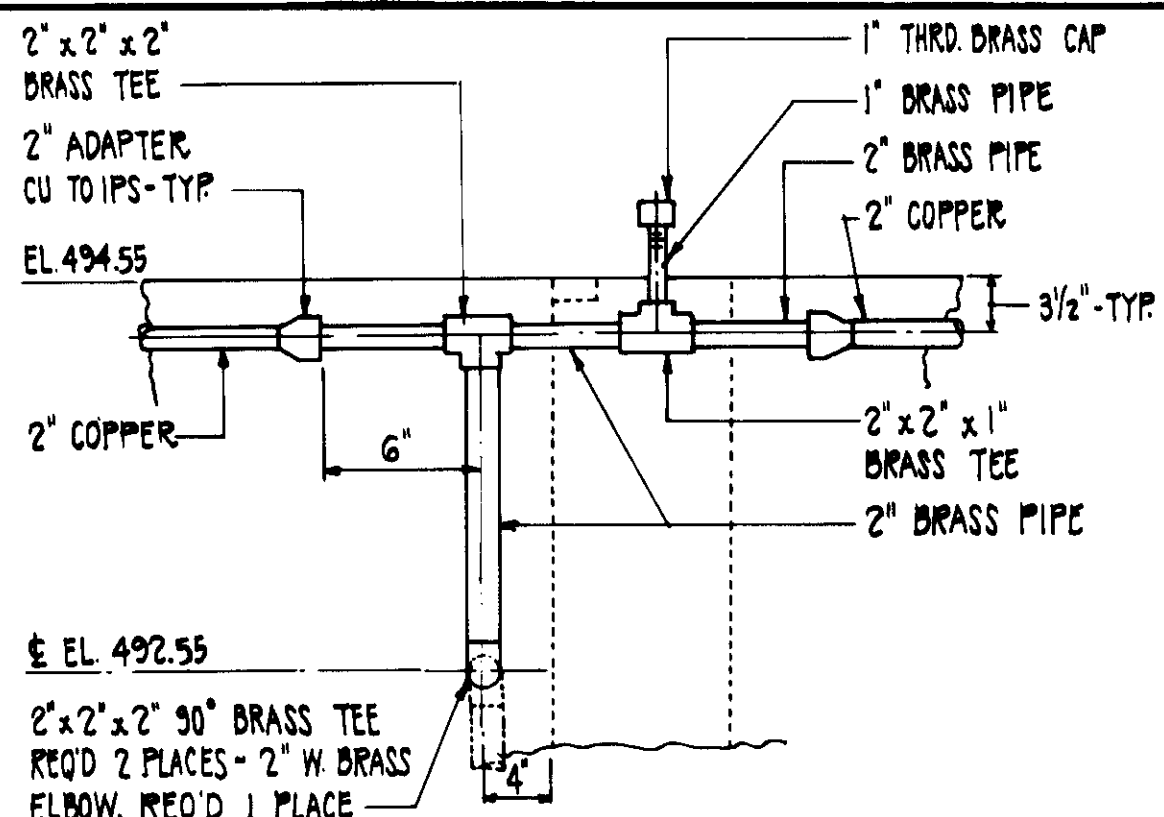 2" x 2" x 2"
BRASS TEE
2" ADAPTER
CU TO IPS - TYP.
EL. 494.55
2" COPPER
6"
1" THRD. BRASS CAP
1" BRASS PIPE
2" BRASS PIPE
2" COPPER
3 1/2" - TYP.
2" x 2" x 1"
BRASS TEE
2" BRASS PIPE
℄ EL. 492.55
2" x 2" x 2" 90° BRASS TEE
REQ'D 2 PLACES - 2" W. BRASS
ELBOW. REQ'D 1 PLACE
4"